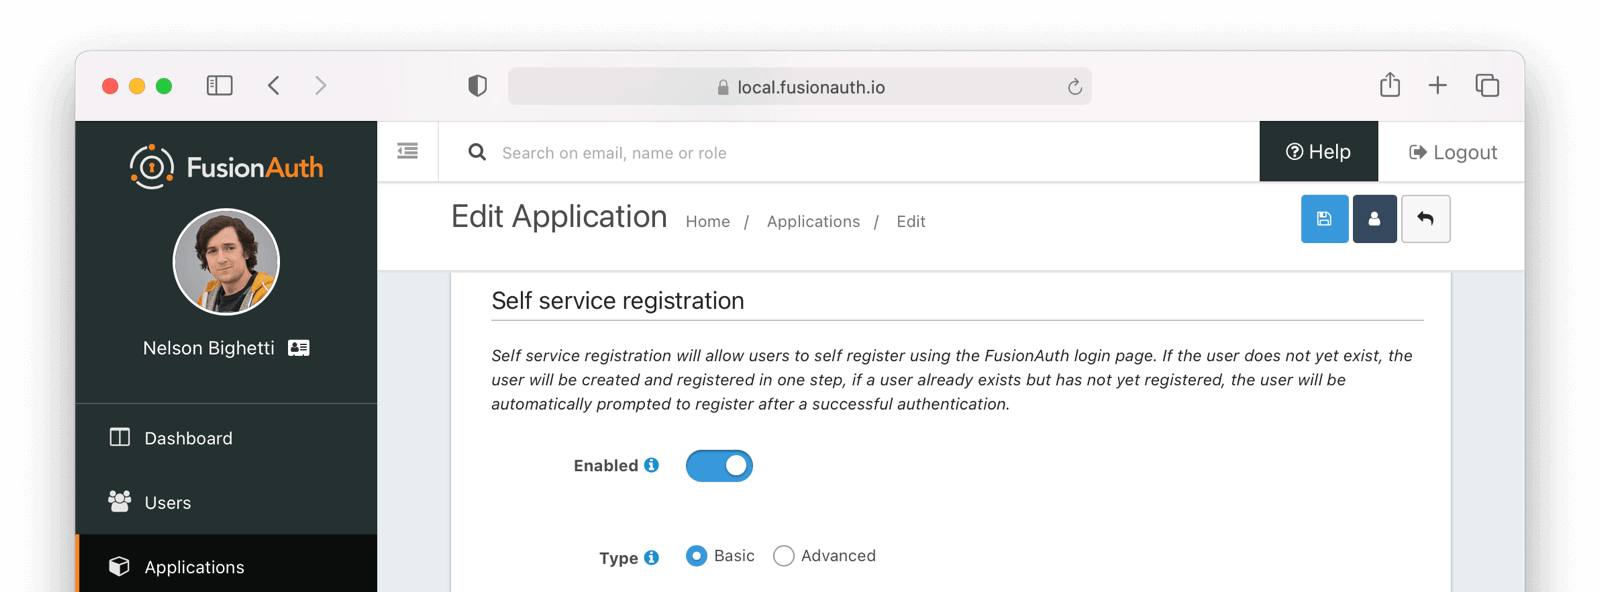 local.fusionauth.io
FusionAuth
Search on email, name or role
Help
Logout
Edit Application Home / Applications / Edit
Nelson Bighetti
Dashboard
Users
Applications
Self service registration
Self service registration will allow users to self register using the FusionAuth login page. If the user does not yet exist, the
user will be created and registered in one step, if a user already exists but has not yet registered, the user will be
automatically prompted to register after a successful authentication.
Enabled
Type Basic Advanced